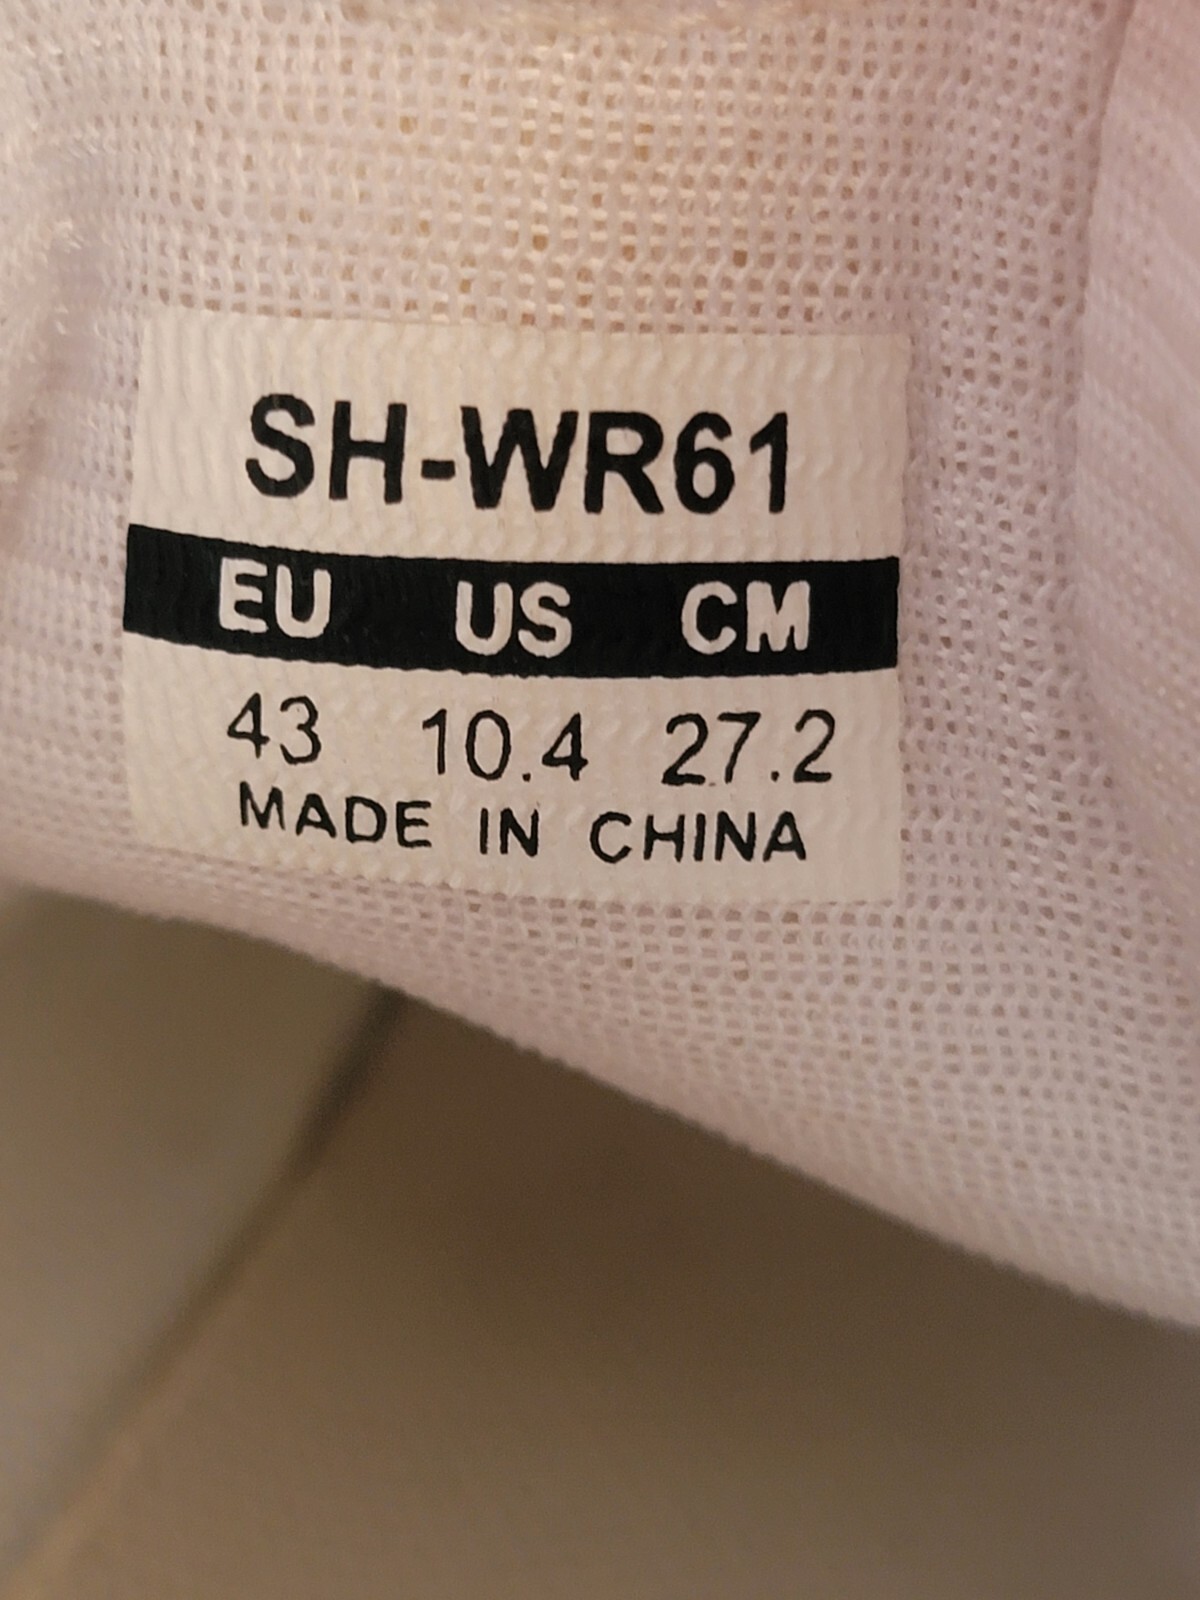 SH-WR61
EU US CM
43 10.4 27.2
MADE IN CHINA